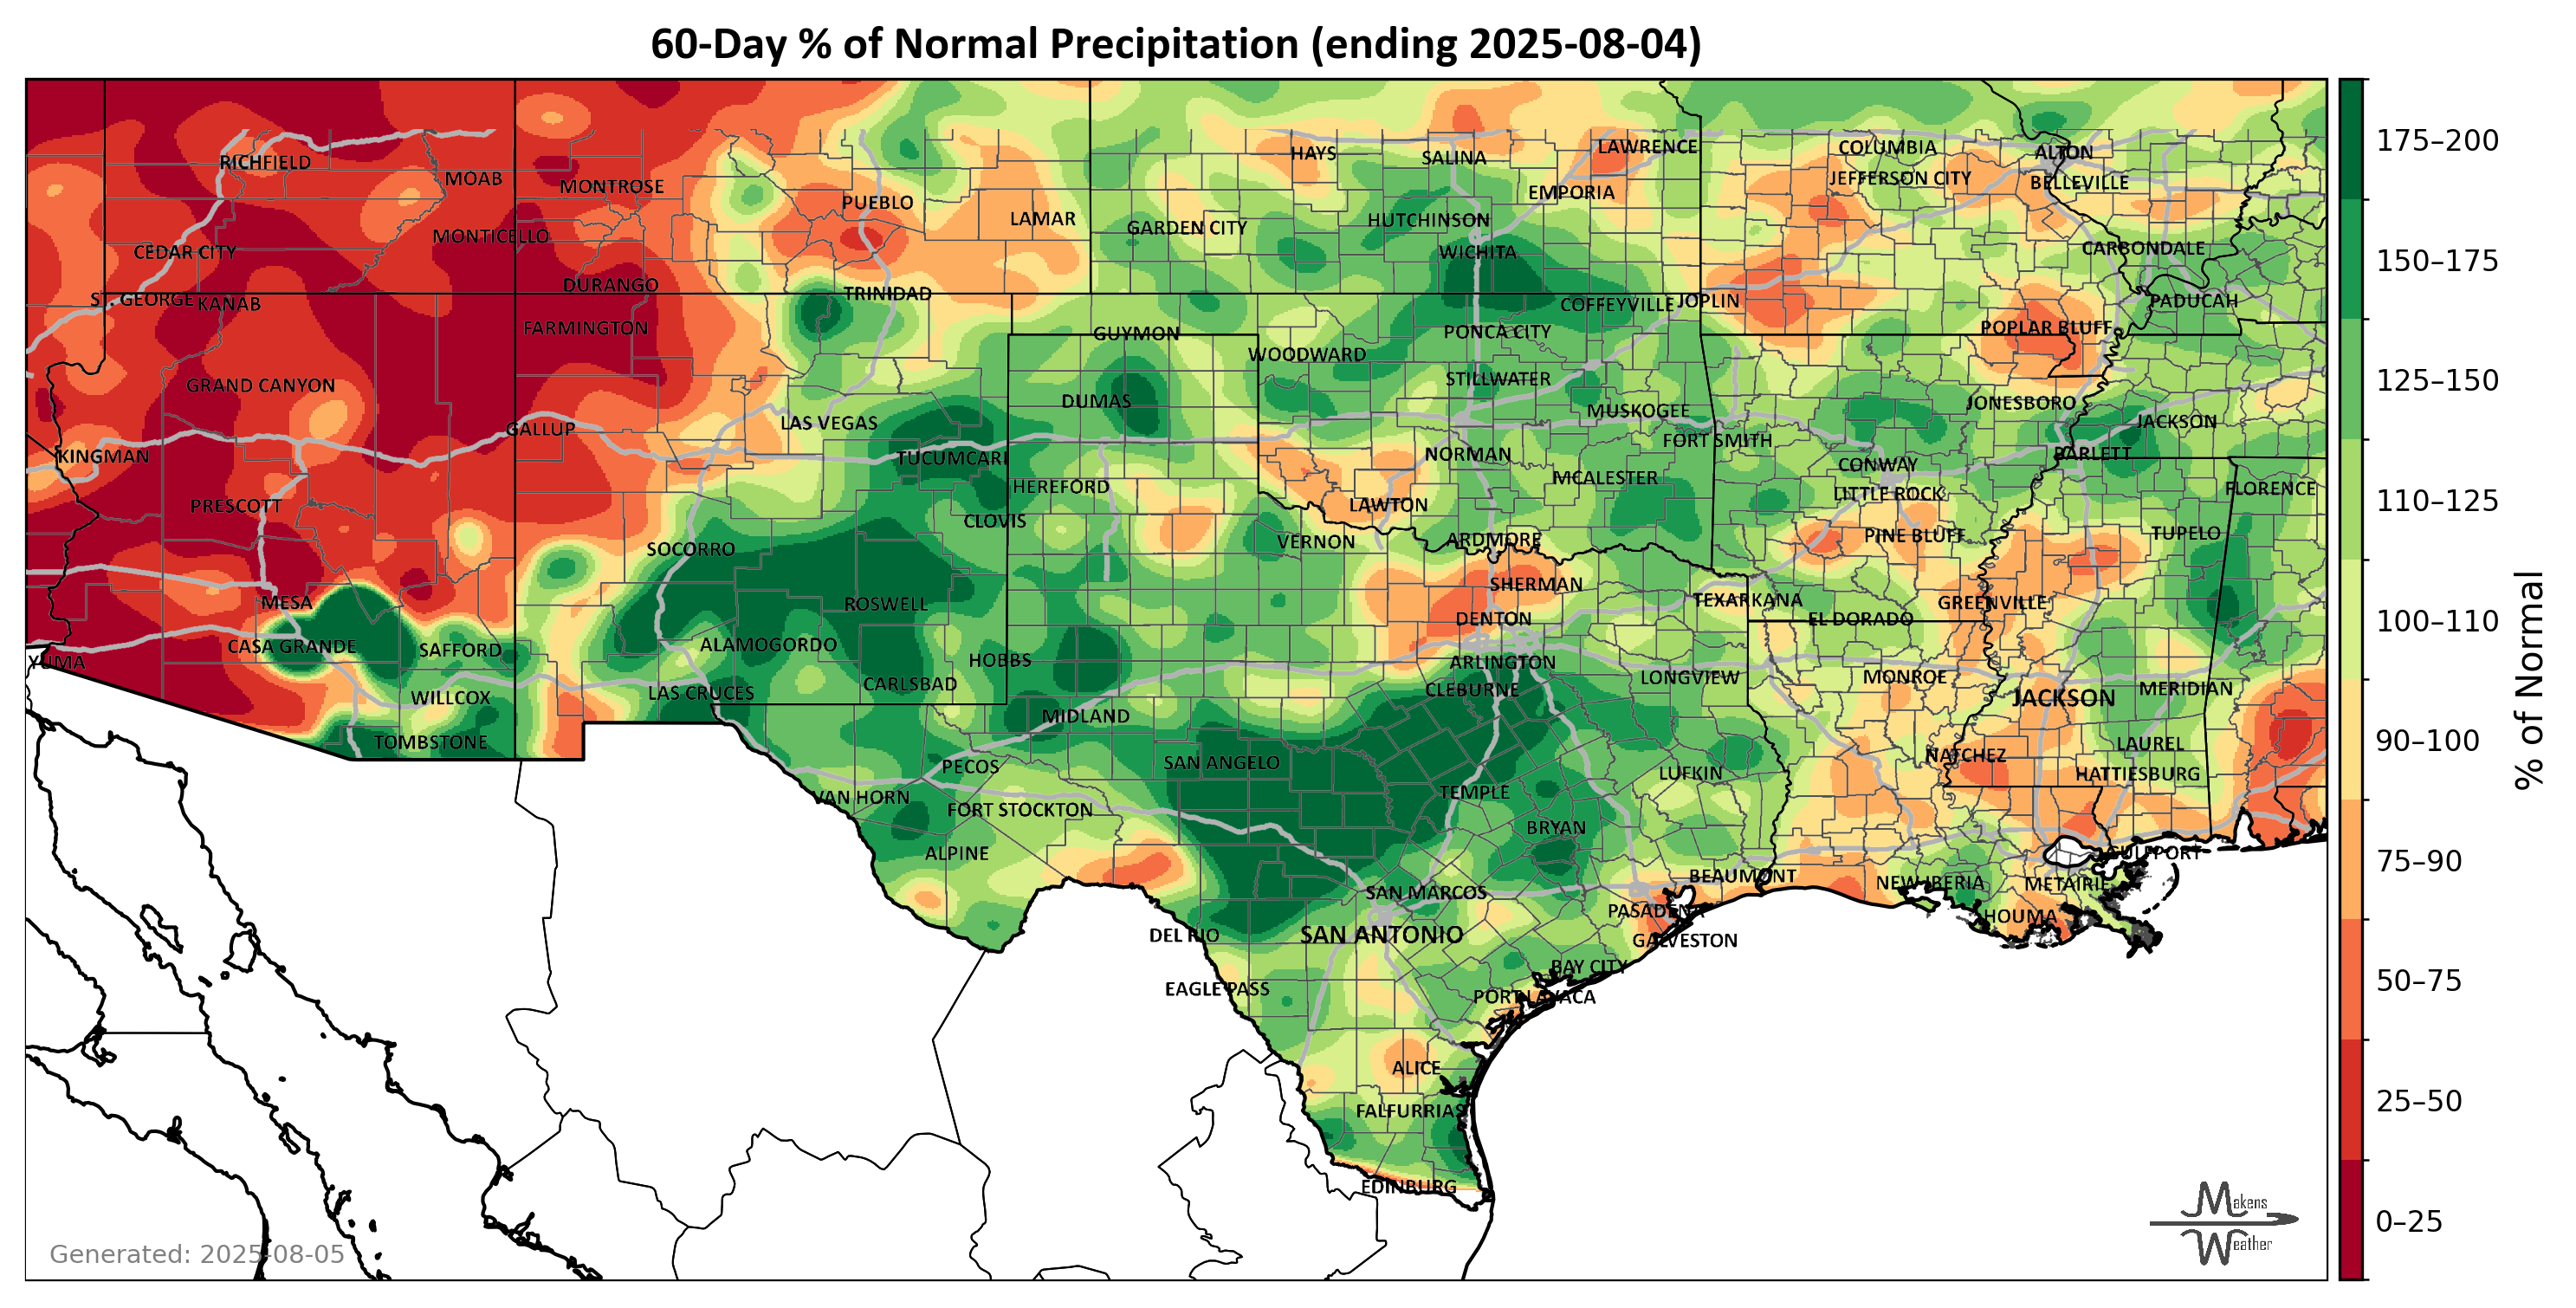 60-Day % of Normal Precipitation (ending 2025-08-04)
RICHFIELD
MOAB
MONTROSE
PUEBLO
LAMAR
HAYS
SALINA
LAWRENCE
EMPORIA
COLUMBIA
JEFFERSON CITY
ALTON
BELLEVILLE
CEDAR CITY
MONTICELLO
GARDEN CITY
HUTCHINSON
WICHITA
CARBONDALE
ST. GEORGE
KANAB
DURANGO
TRINIDAD
COFFEYVILLE
JOPLIN
PADUCAH
FARMINGTON
GUYMON
PONCA CITY
POPLAR BLUFF
WOODWARD
GRAND CANYON
DUMAS
STILLWATER
MUSKOGEE
JONESBORO
JACKSON
GALLUP
LAS VEGAS
FORT SMITH
KINGMAN
TUCUMCARI
NORMAN
BARLETT
CONWAY
PRESCOTT
HEREFORD
MCALESTER
LITTLE ROCK
FLORENCE
CLOVIS
LAWTON
SOCORRO
VERNON
ARDMORE
PINE BLUFF
TUPELO
MESA
ROSWELL
SHERMAN
DENTON
TEXARKANA
EL DORADO
GREENVILLE
CASA GRANDE
SAFFORD
ALAMOGORDO
YUMA
HOBBS
ARLINGTON
WILLCOX
LAS CRUCES
CARLSBAD
CLEBURNE
LONGVIEW
MONROE
JACKSON
MERIDIAN
TOMBSTONE
MIDLAND
PECOS
SAN ANGELO
LUFKIN
NATCHEZ
LAUREL
HATTIESBURG
VAN HORN
FORT STOCKTON
TEMPLE
BRYAN
ALPINE
GULFPORT
SAN MARCOS
BEAUMONT
NEW IBERIA
METAIRIE
DEL RIO
SAN ANTONIO
PASADENA
GALVESTON
HOUMA
EAGLE PASS
BAY CITY
PORT LAVACA
ALICE
FALFURRIAS
EDINBURG
175–200
150–175
125–150
110–125
100–110
90–100
75–90
50–75
25–50
0–25
% of Normal
Generated: 2025-08-05
Makens
Weather